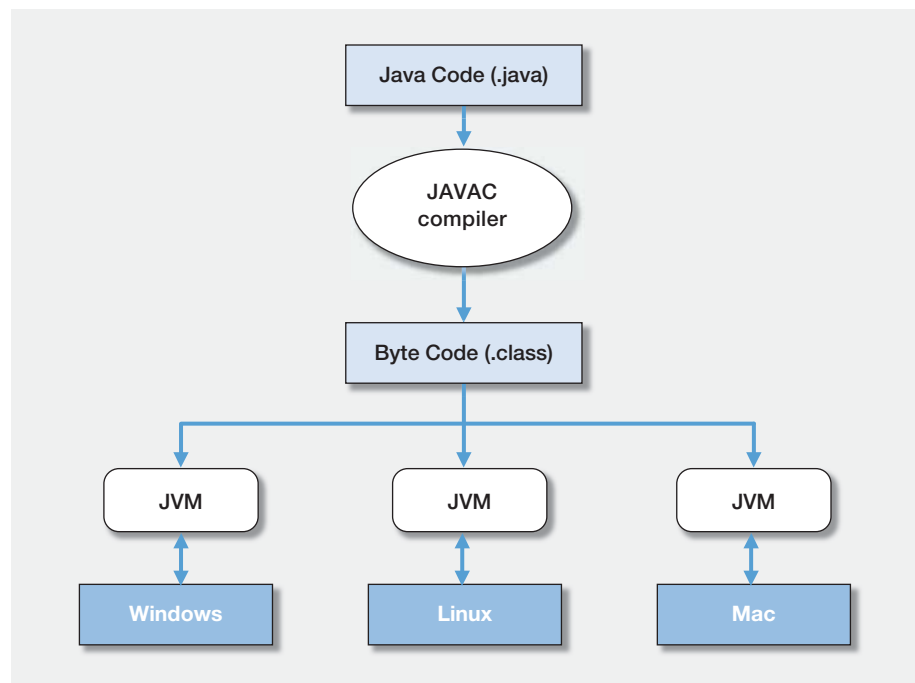 Java Code (.java)
JAVAC
compiler
Byte Code (.class)
JVM
JVM
JVM
Windows
Linux
Mac